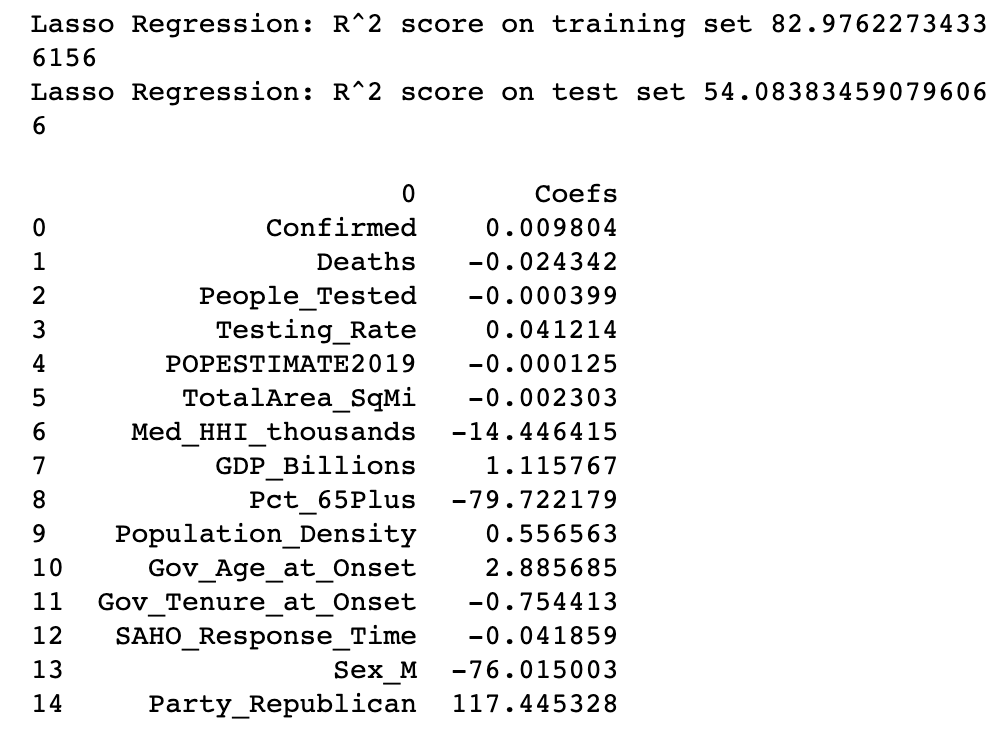 Lasso Regression: R^2 score on training set 82.9762273433
6156
Lasso Regression: R^2 score on test set 54.08383459079606
6
0 Coefs
0 Confirmed 0.009804
1 Deaths -0.024342
2 People_Tested -0.000399
3 Testing_Rate 0.041214
4 POPESTIMATE2019 -0.000125
5 TotalArea_SqMi -0.002303
6 Med_HHI_thousands -14.446415
7 GDP_Billions 1.115767
8 Pct_65Plus -79.722179
9 Population_Density 0.556563
10 Gov_Age_at_Onset 2.885685
11 Gov_Tenure_at_Onset -0.754413
12 SAHO_Response_Time -0.041859
13 Sex_M -76.015003
14 Party_Republican 117.445328